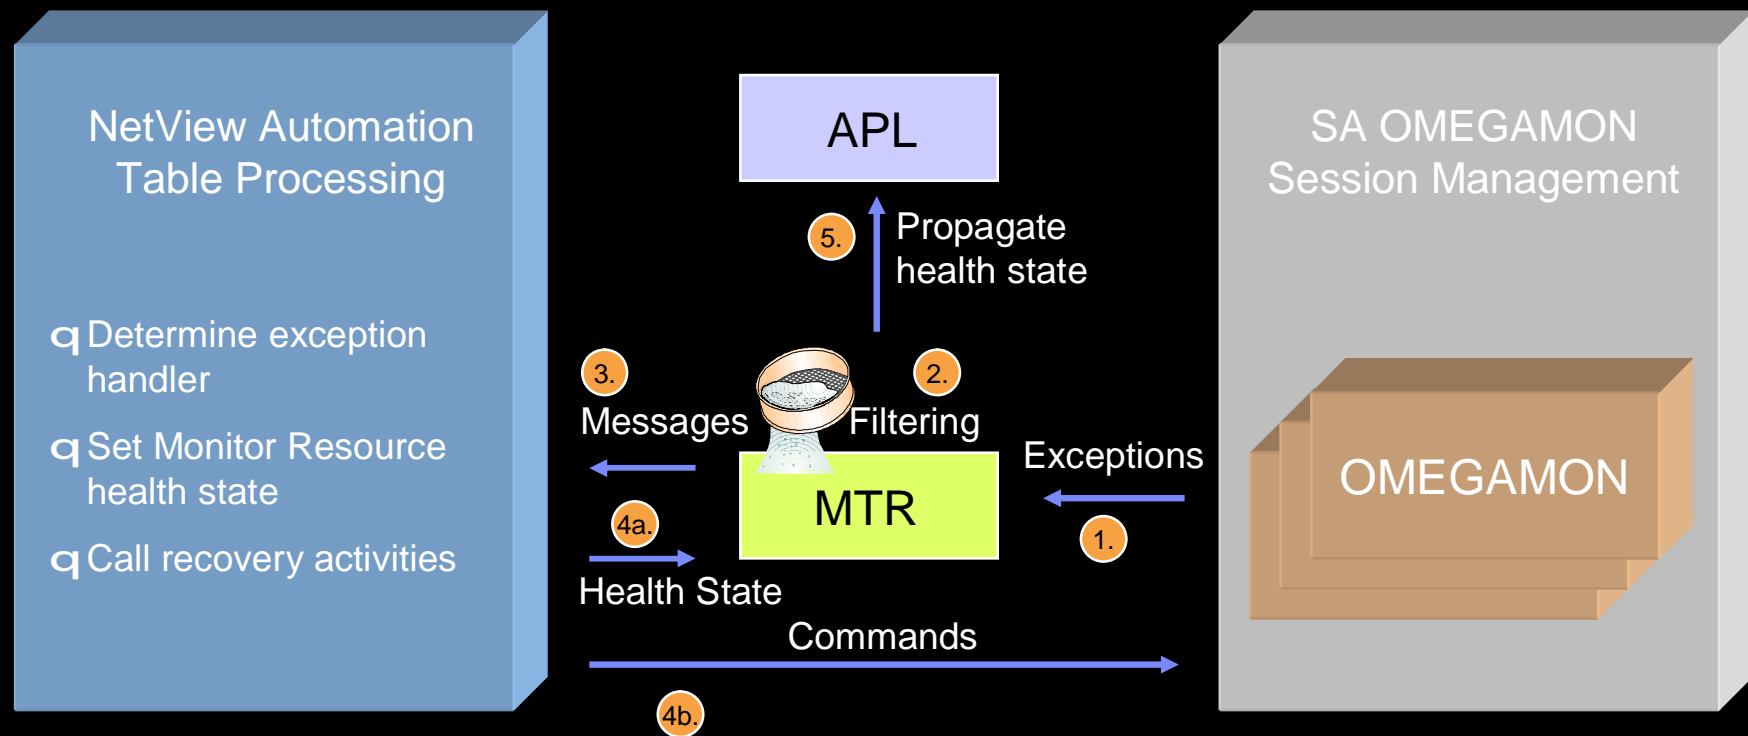 NetView Automation
Table Processing
q Determine exception
handler
q Set Monitor Resource
health state
q Call recovery activities
APL
5.
Propagate
health state
3.
2.
Messages
Filtering
MTR
Exceptions
1.
4a.
Health State
Commands
4b.
SA OMEGAMON
Session Management
OMEGAMON